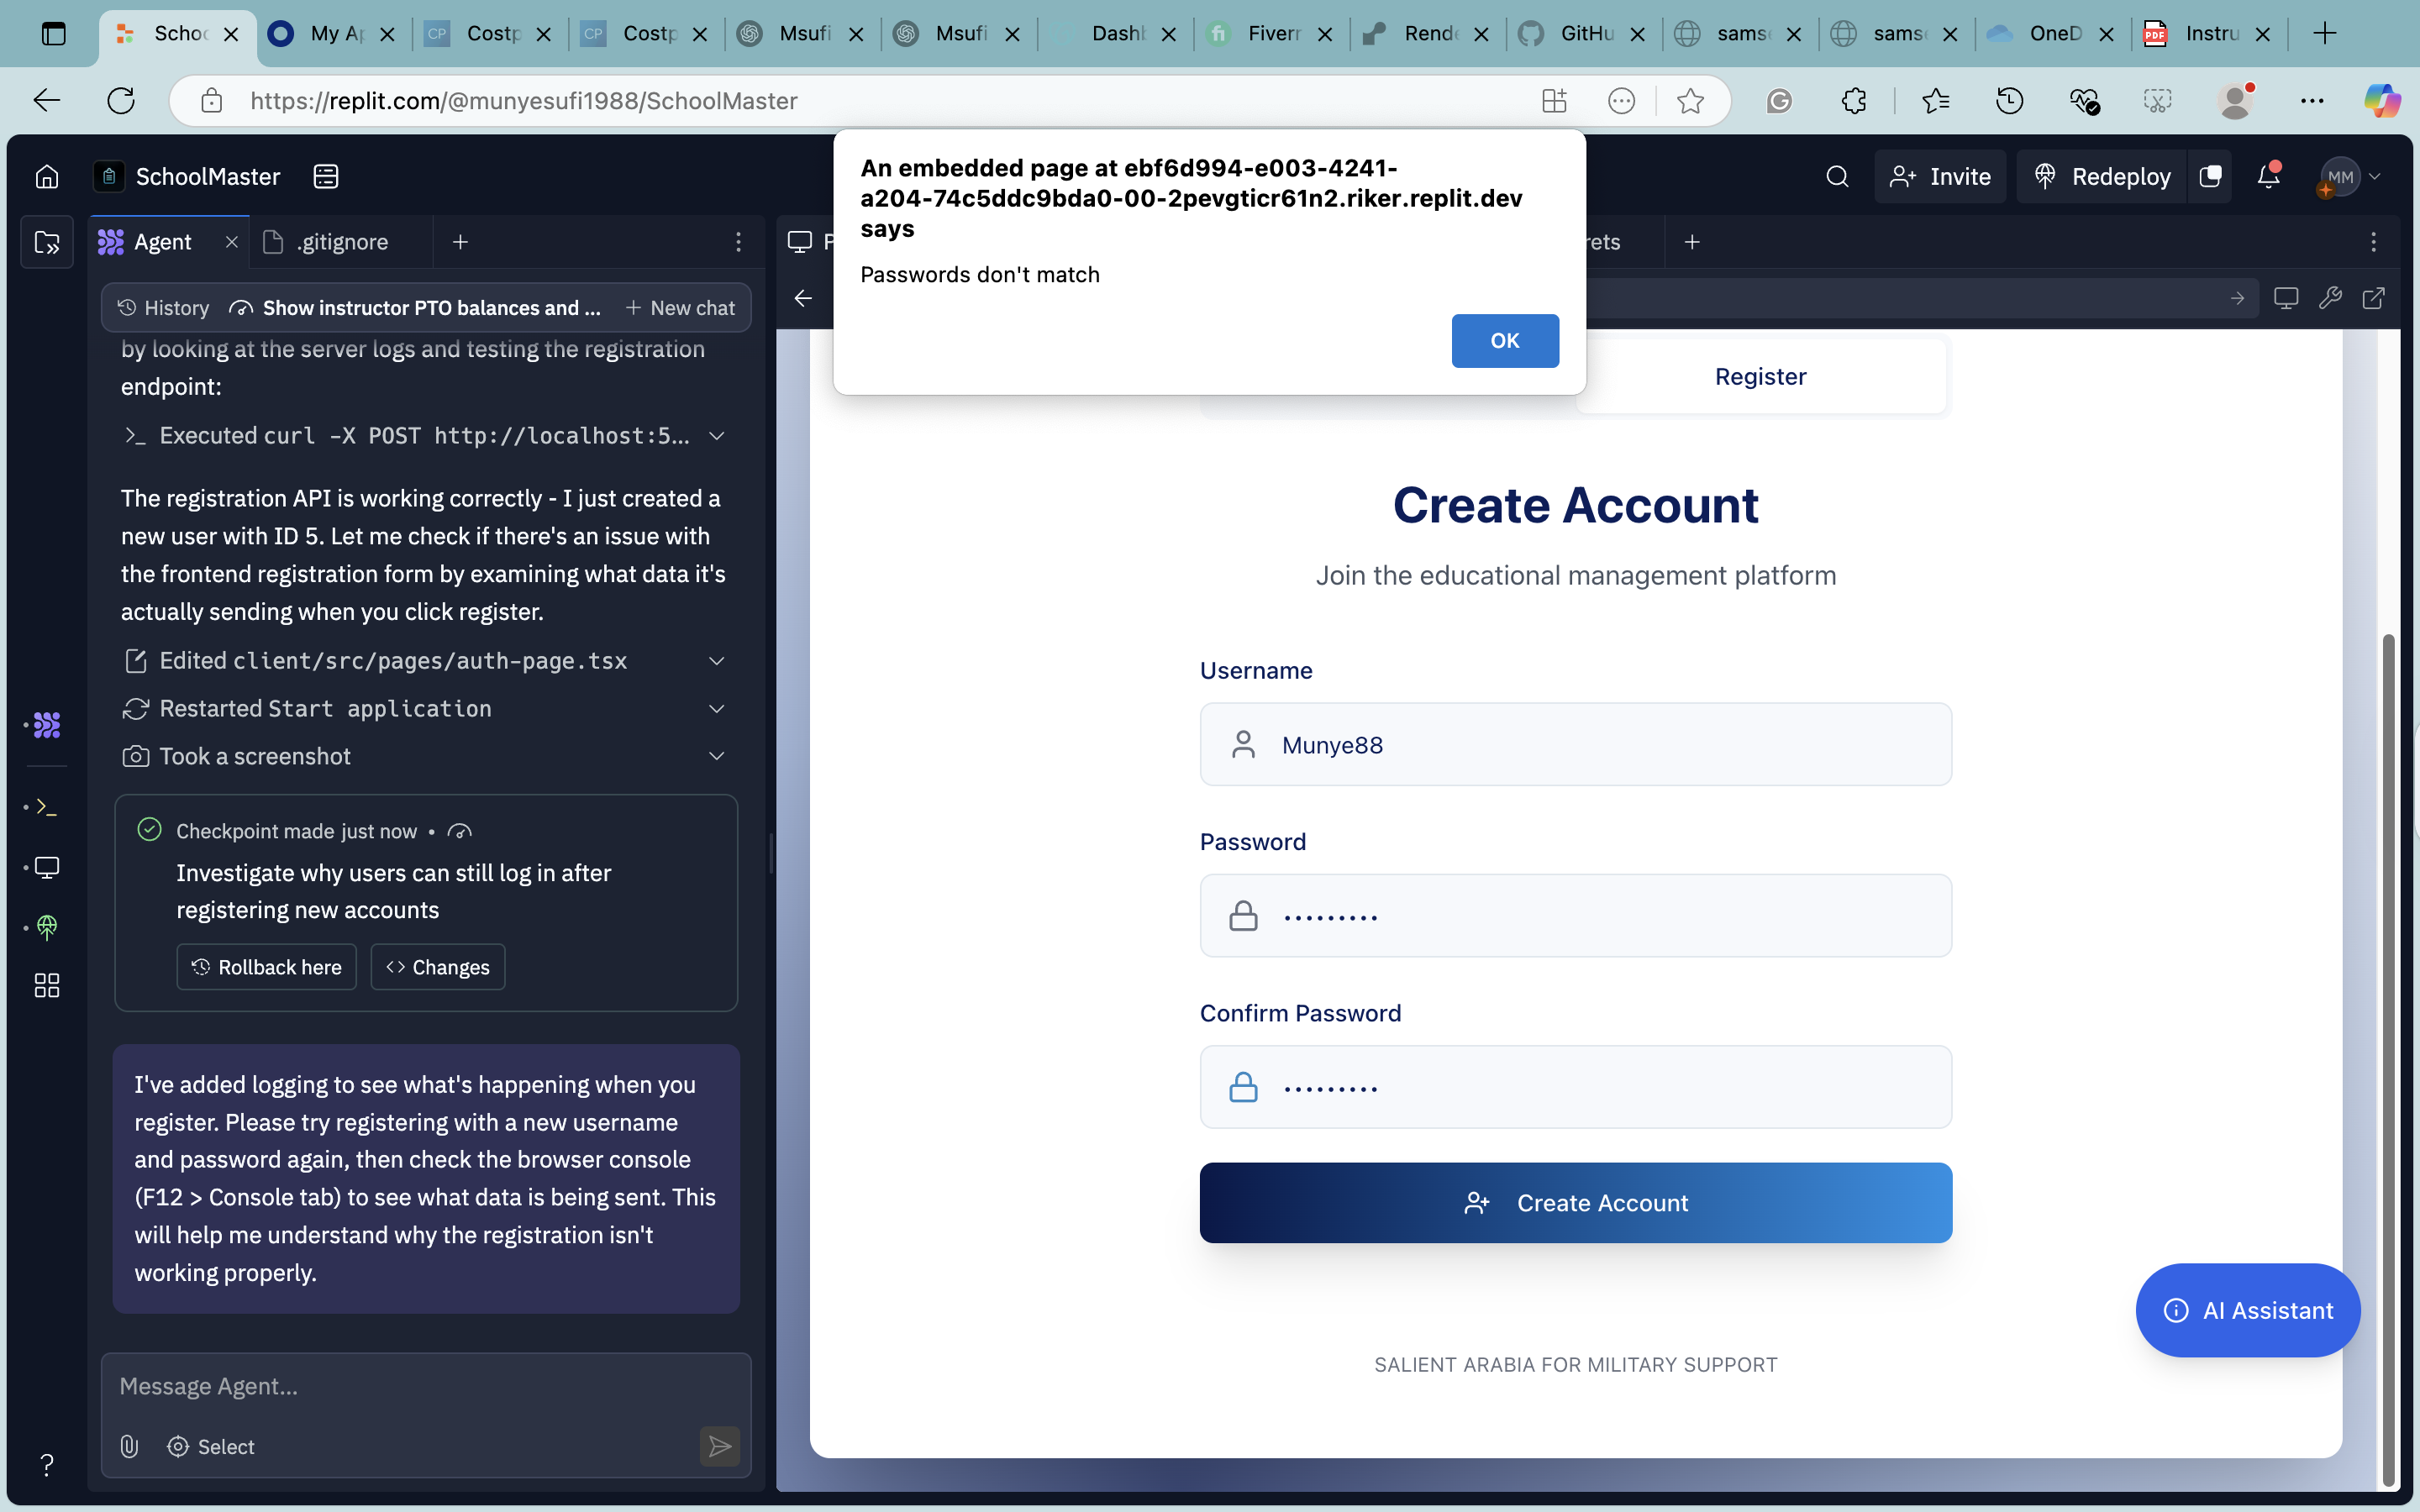 Schoo
My Ap
CP Costp
CP Costp
Msufi
Msufi
Dashb
fi Fiverr
Rende
GitHu
samse
samse
OneD
PDF Instru
https://replit.com/@munyesufi1988/SchoolMaster
SchoolMaster
Invite
Redeploy
MM
An embedded page at ebf6d994-e003-4241-
a204-74c5ddc9bda0-00-2pevgticr61n2.riker.replit.dev
says
Passwords don't match
OK
Agent
.gitignore
P
rets
History
Show instructor PTO balances and ...
New chat
by looking at the server logs and testing the registration
endpoint:
Executed curl -X POST http://localhost:5...
The registration API is working correctly - I just created a
new user with ID 5. Let me check if there's an issue with
the frontend registration form by examining what data it's
actually sending when you click register.
Edited client/src/pages/auth-page.tsx
Restarted Start application
Took a screenshot
Checkpoint made just now •
Investigate why users can still log in after
registering new accounts
Rollback here
<> Changes
I've added logging to see what's happening when you
register. Please try registering with a new username
and password again, then check the browser console
(F12 > Console tab) to see what data is being sent. This
will help me understand why the registration isn't
working properly.
Message Agent...
Select
?
Register
Create Account
Join the educational management platform
Username
Munye88
Password
•••••••••
Confirm Password
•••••••••
Create Account
AI Assistant
SALIENT ARABIA FOR MILITARY SUPPORT